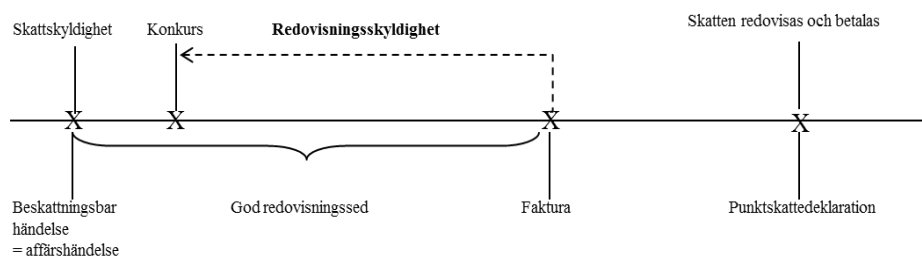 Skattskyldighet
Konkurs
Redovisningsskyldighet
Skatten redovisas och betalas
X
X
X
X
Beskattningsbar
händelse
= affärshändelse
God redovisningssed
Faktura
Punktskattedeklaration